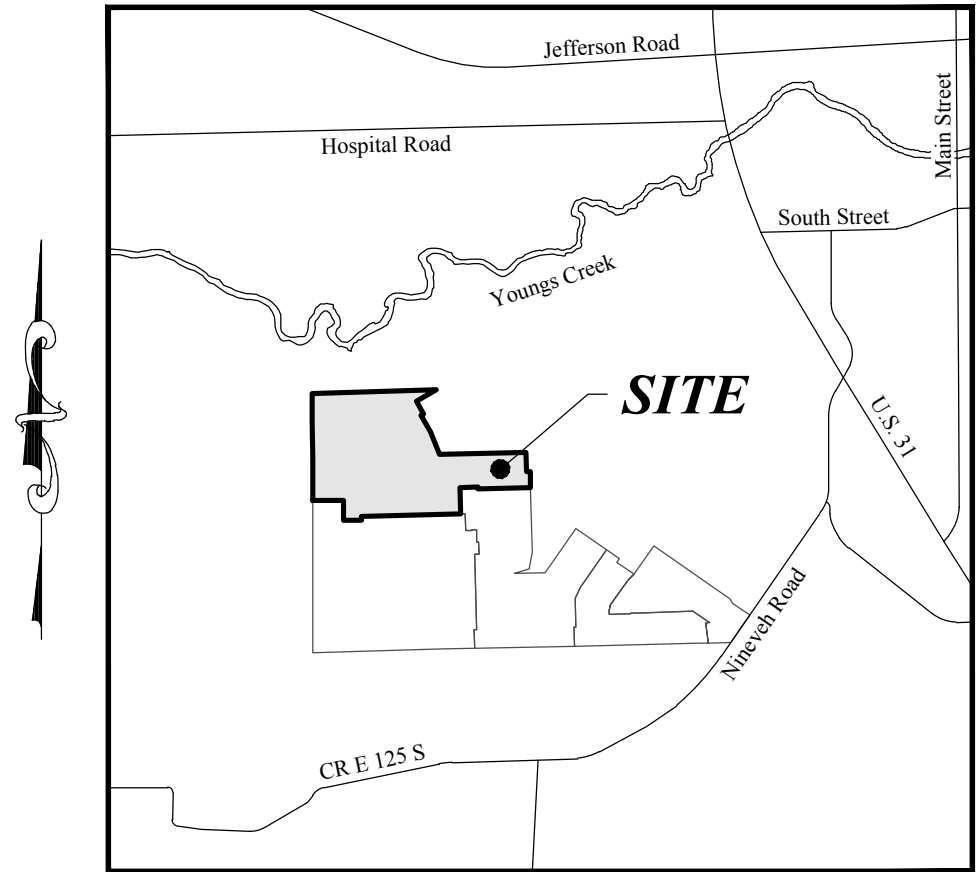 Jefferson Road
Main Street
Hospital Road
South Street
Youngs Creek
SITE
U.S. 31
Nineveh Road
CR E 125 S